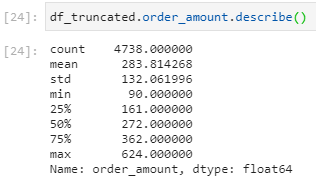 [24]: df_truncated.order_amount.describe()
[24]: count 4738.000000
mean 283.814268
std 132.061996
min 90.000000
25% 161.000000
50% 272.000000
75% 362.000000
max 624.000000
Name: order_amount, dtype: float64